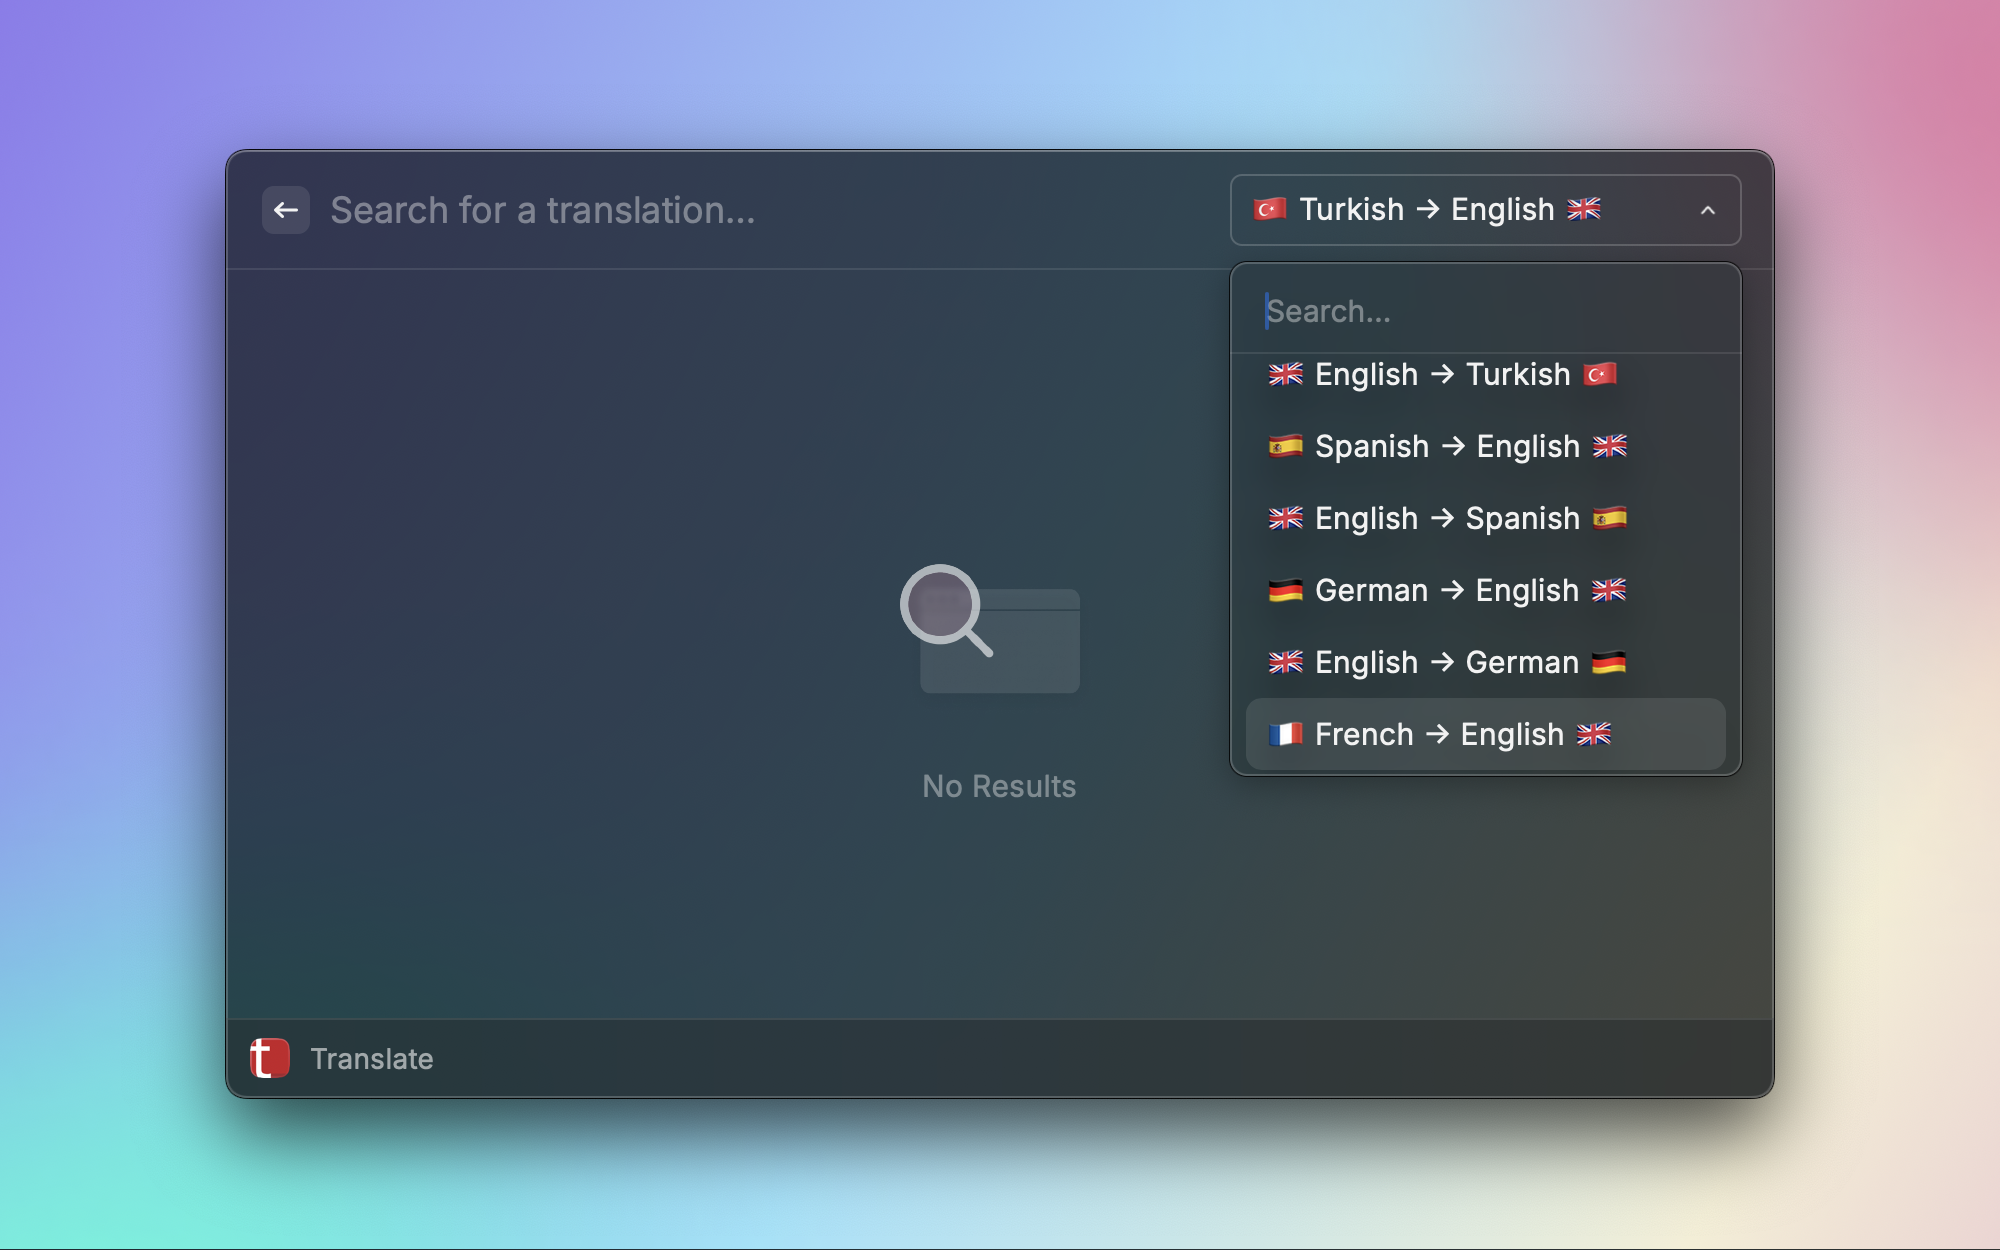 Search for a translation...
🇹🇷 Turkish → English 🇬🇧
Search...
🇬🇧 English → Turkish 🇹🇷
🇪🇸 Spanish → English 🇬🇧
🇬🇧 English → Spanish 🇪🇸
🇩🇪 German → English 🇬🇧
🇬🇧 English → German 🇩🇪
🇫🇷 French → English 🇬🇧
No Results
t Translate